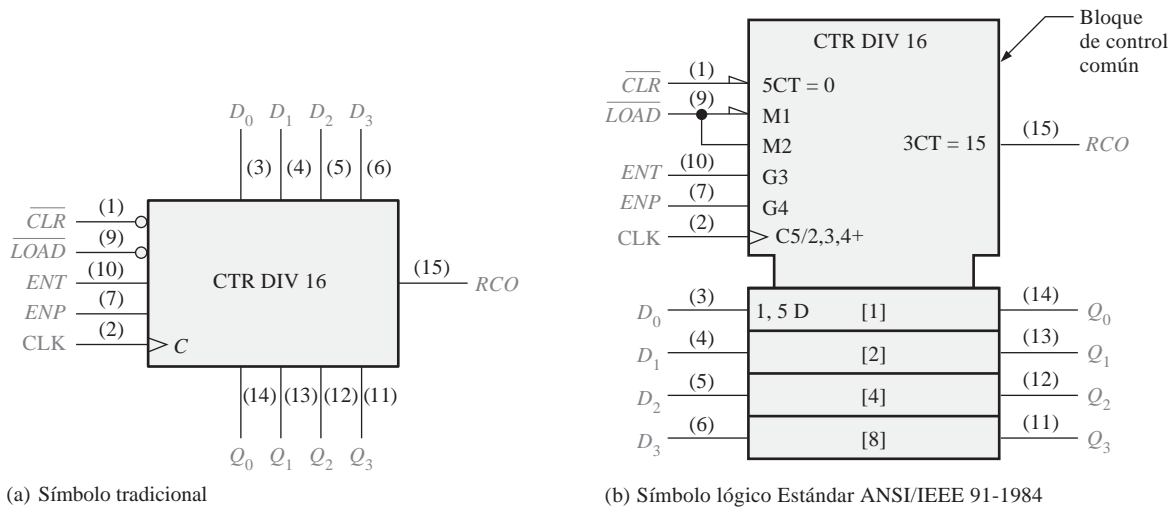 D0 D1 D2 D3
(3) (4) (5) (6)
CLR (1)
LOAD (9)
ENT (10)
ENP (7)
CLK (2)
C
CTR DIV 16
(15) RCO
(14) (13) (12) (11)
Q0 Q1 Q2 Q3
(a) Símbolo tradicional
CTR DIV 16
Bloque
de control
común
CLR (1) 5CT = 0
LOAD (9) M1
M2
3CT = 15 (15) RCO
ENT (10) G3
ENP (7) G4
CLK (2) C5/2,3,4+
D0 (3) 1, 5 D [1] (14) Q0
D1 (4) [2] (13) Q1
D2 (5) [4] (12) Q2
D3 (6) [8] (11) Q3
(b) Símbolo lógico Estándar ANSI/IEEE 91-1984